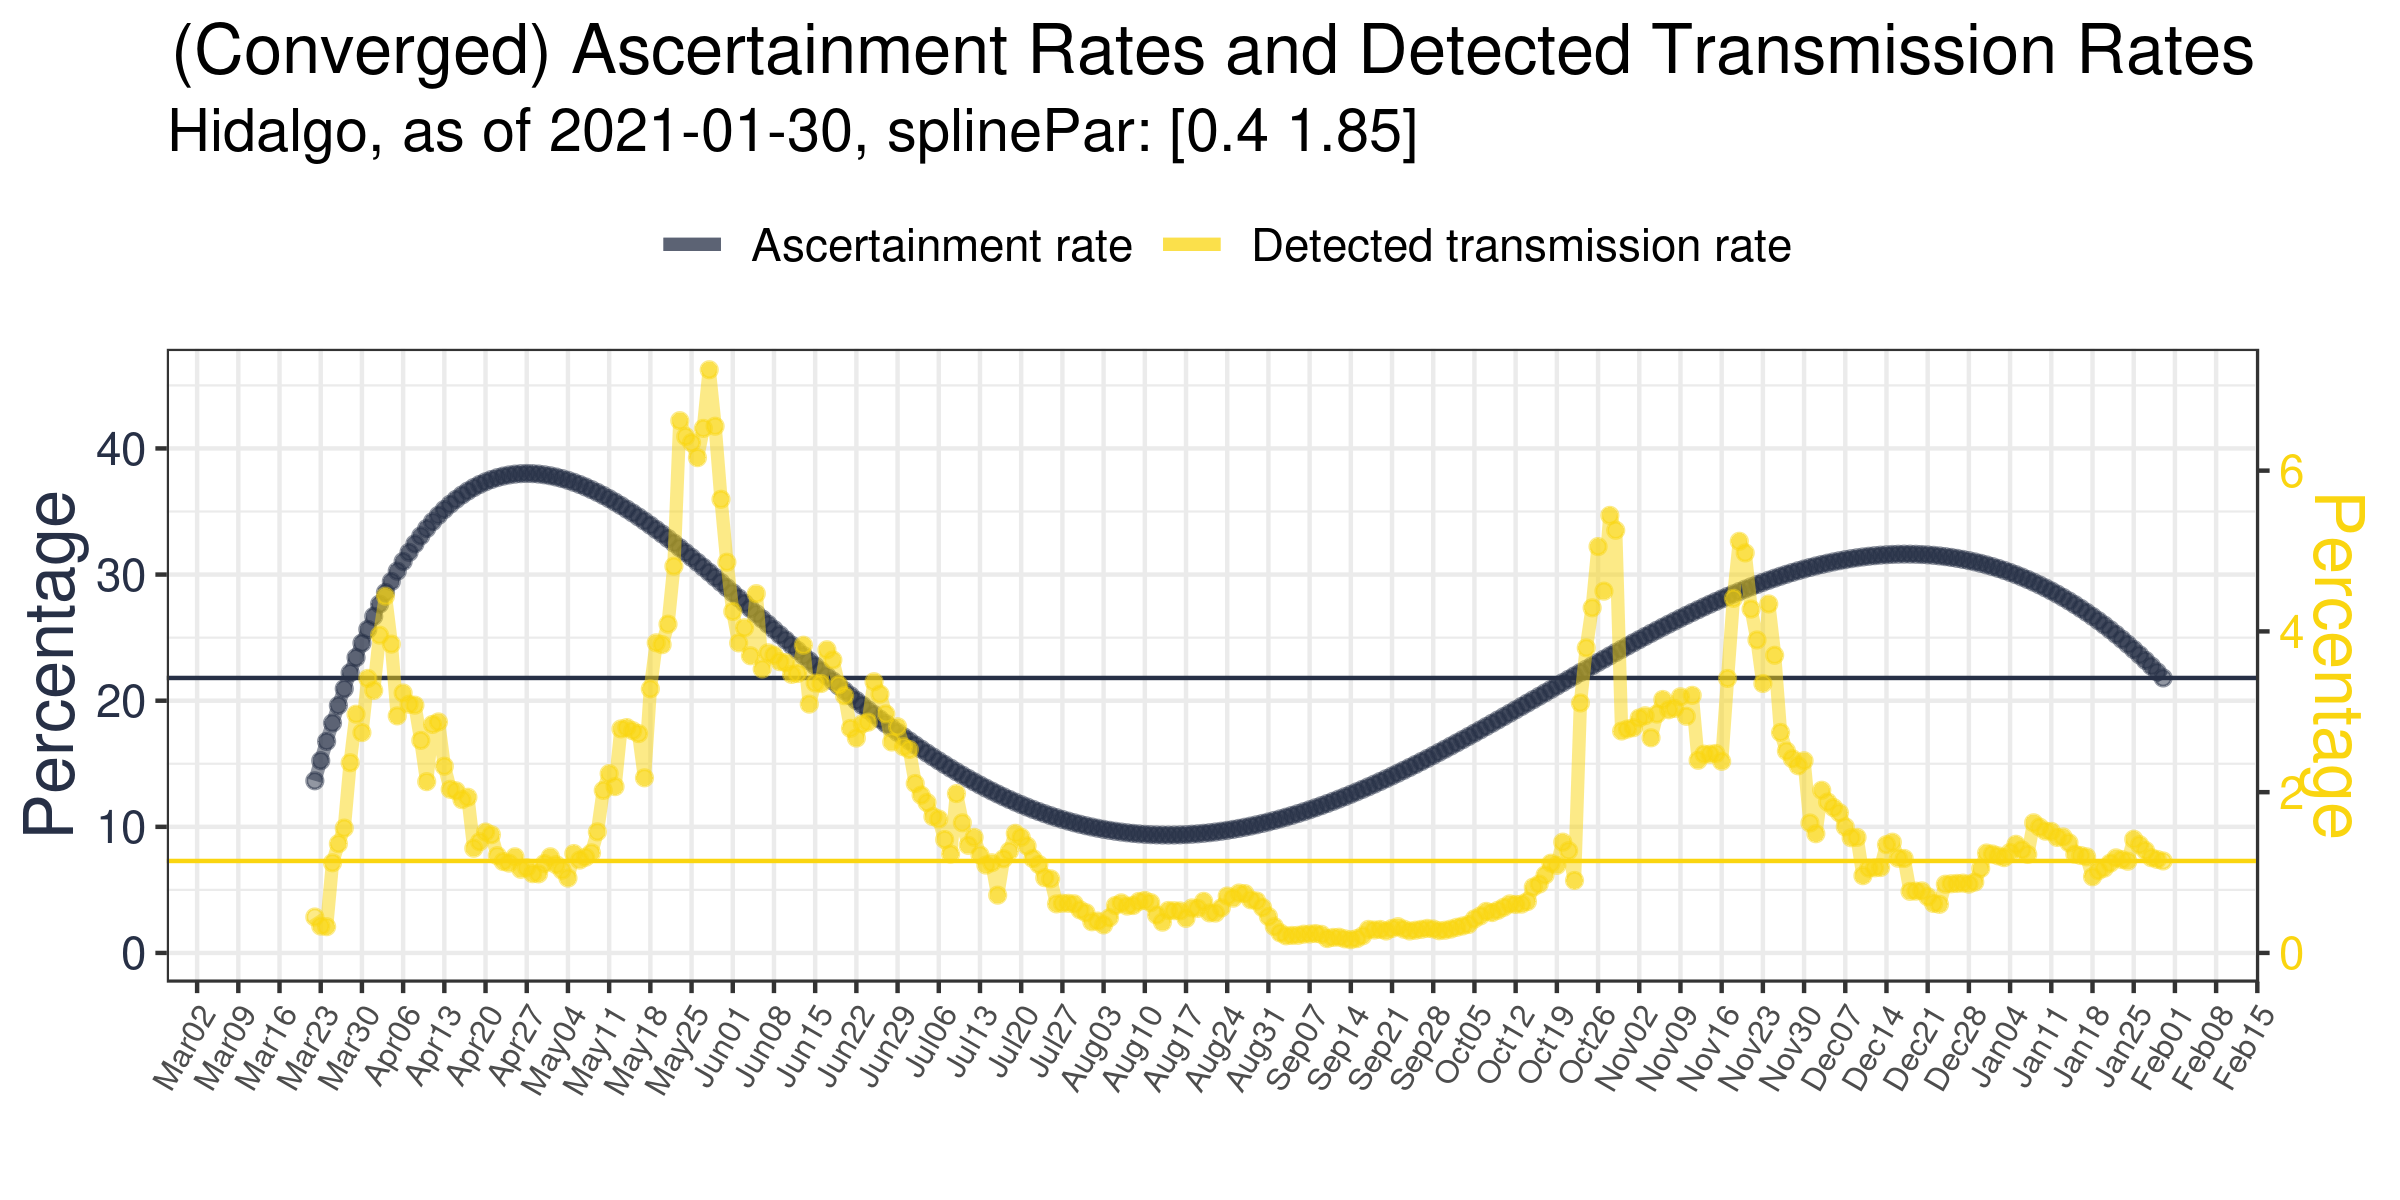 (Converged) Ascertainment Rates and Detected Transmission Rates
Hidalgo, as of 2021-01-30, splinePar: [0.4 1.85]
Ascertainment rate
Detected transmission rate
Percentage
40
30
20
10
0
6
4
2
0
Percentage
Mar02
Mar09
Mar16
Mar23
Mar30
Apr06
Apr13
Apr20
Apr27
May04
May11
May18
May25
Jun01
Jun08
Jun15
Jun22
Jun29
Jul06
Jul13
Jul20
Jul27
Aug03
Aug10
Aug17
Aug24
Aug31
Sep07
Sep14
Sep21
Sep28
Oct05
Oct12
Oct19
Oct26
Nov02
Nov09
Nov16
Nov23
Nov30
Dec07
Dec14
Dec21
Dec28
Jan04
Jan11
Jan18
Jan25
Feb01
Feb08
Feb15